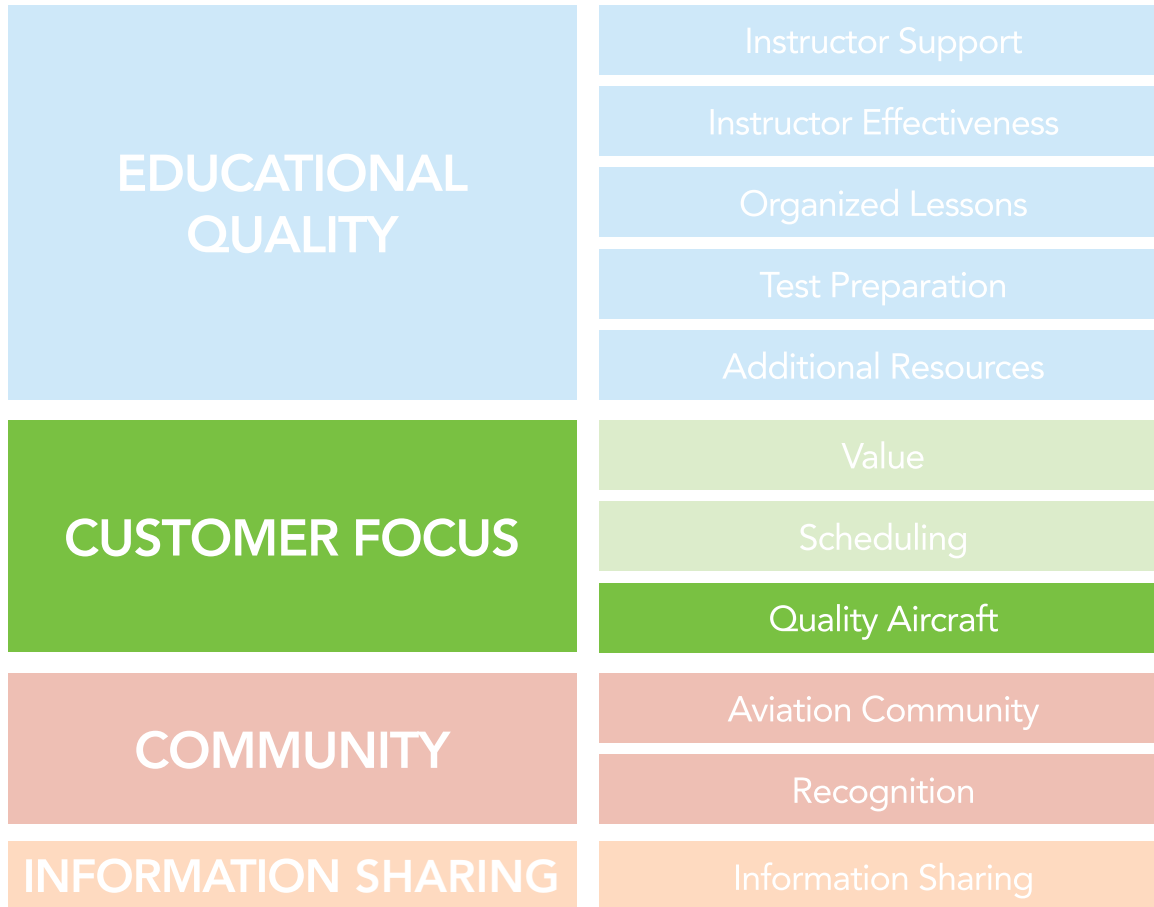 EDUCATIONAL
QUALITY
Instructor Support
Instructor Effectiveness
Organized Lessons
Test Preparation
Additional Resources
CUSTOMER FOCUS
Value
Scheduling
Quality Aircraft
COMMUNITY
Aviation Community
Recognition
INFORMATION SHARING
Information Sharing